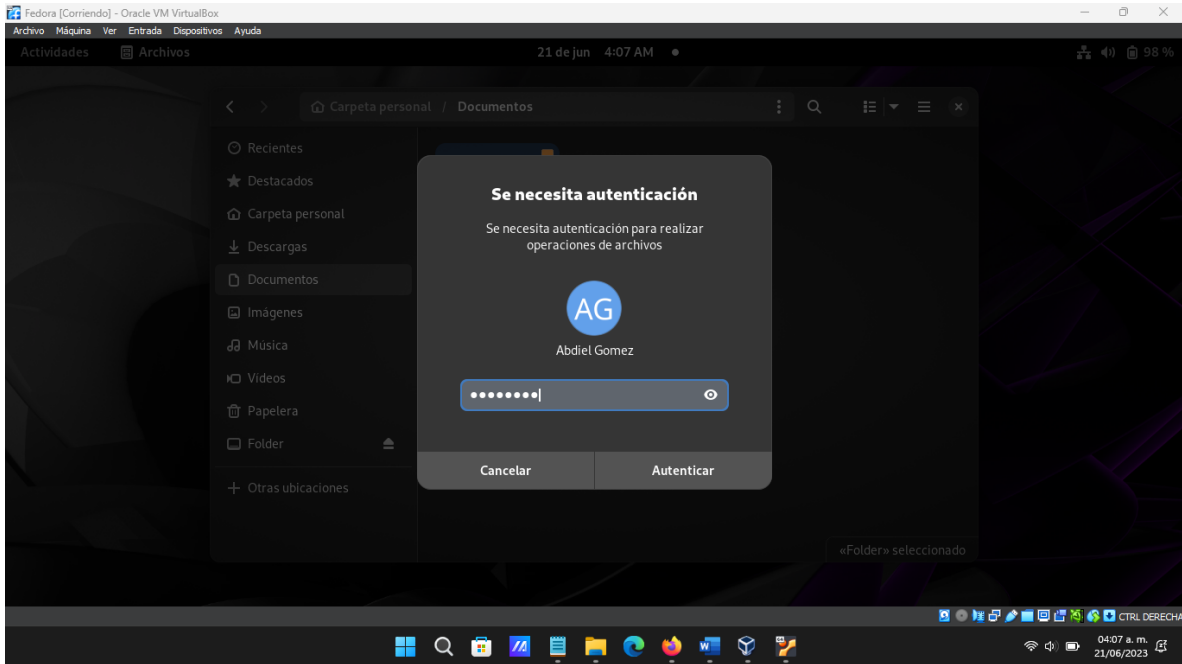 Fedora [Corriendo] - Oracle VM VirtualBox
Archivo Máquina Ver Entrada Dispositivos Ayuda
Actividades Archivos 21 de jun 4:07 AM 98 %
Carpeta personal / Documentos
Recientes
Destacados
Carpeta personal
Descargas
Documentos
Imágenes
Música
Vídeos
Papelera
Folder
+ Otras ubicaciones
Se necesita autenticación
Se necesita autenticación para realizar
operaciones de archivos
AG
Abdiel Gomez
••••••••
Cancelar Autenticar
«Folder» seleccionado
CTRL DERECHA
04:07 a. m.
21/06/2023